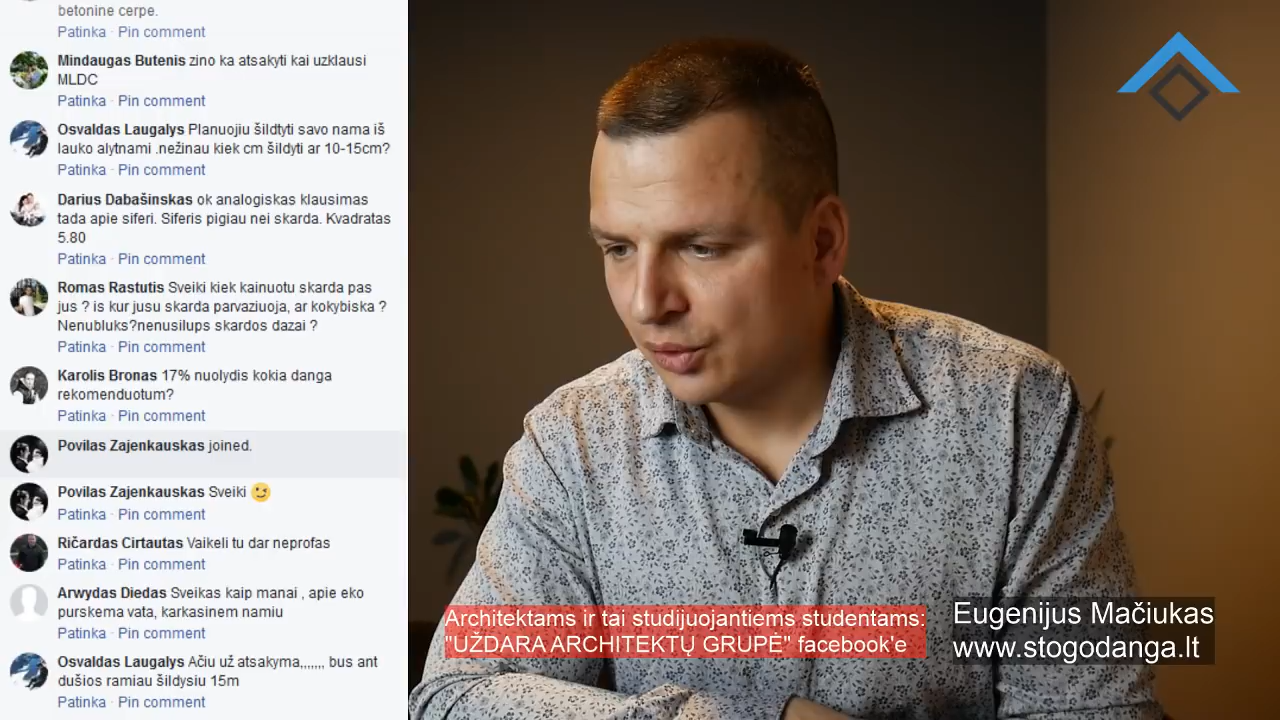 betonine cerpe.
Patinka · Pin comment
Mindaugas Butenis zino ka atsakyti kai uzklausi
MLDC
Patinka · Pin comment
Osvaldas Laugalys Planuojiu šildtyti savo nama iš
lauko alytnami .nežinau kiek cm šildyti ar 10-15cm?
Patinka · Pin comment
Darius Dabašinskas ok analogiskas klausimas
tada apie siferi. Siferis pigiau nei skarda. Kvadratas
5.80
Patinka · Pin comment
Romas Rastutis Sveiki kiek kainuotu skarda pas
jus ? is kur jusu skarda parvaziuoja, ar kokybiska ?
Nenubluks?nenusilups skardos dazai ?
Patinka · Pin comment
Karolis Bronas 17% nuolydis kokia danga
rekomenduotum?
Patinka · Pin comment
Povilas Zajenkauskas joined.
Povilas Zajenkauskas Sveiki 😉
Patinka · Pin comment
Ričardas Cirtautas Vaikeli tu dar neprofas
Patinka · Pin comment
Arwydas Diedas Sveikas kaip manai , apie eko
purskema vata, karkasinem namiu
Patinka · Pin comment
Osvaldas Laugalys Ačiu už atsakyma,,,,,,, bus ant
dušios ramiau šildysiu 15m
Patinka · Pin comment
Architektams ir tai studijuojantiems studentams:
"UŽDARA ARCHITEKTŲ GRUPĖ" facebook'e
Eugenijus Mačiukas
www.stogodanga.lt